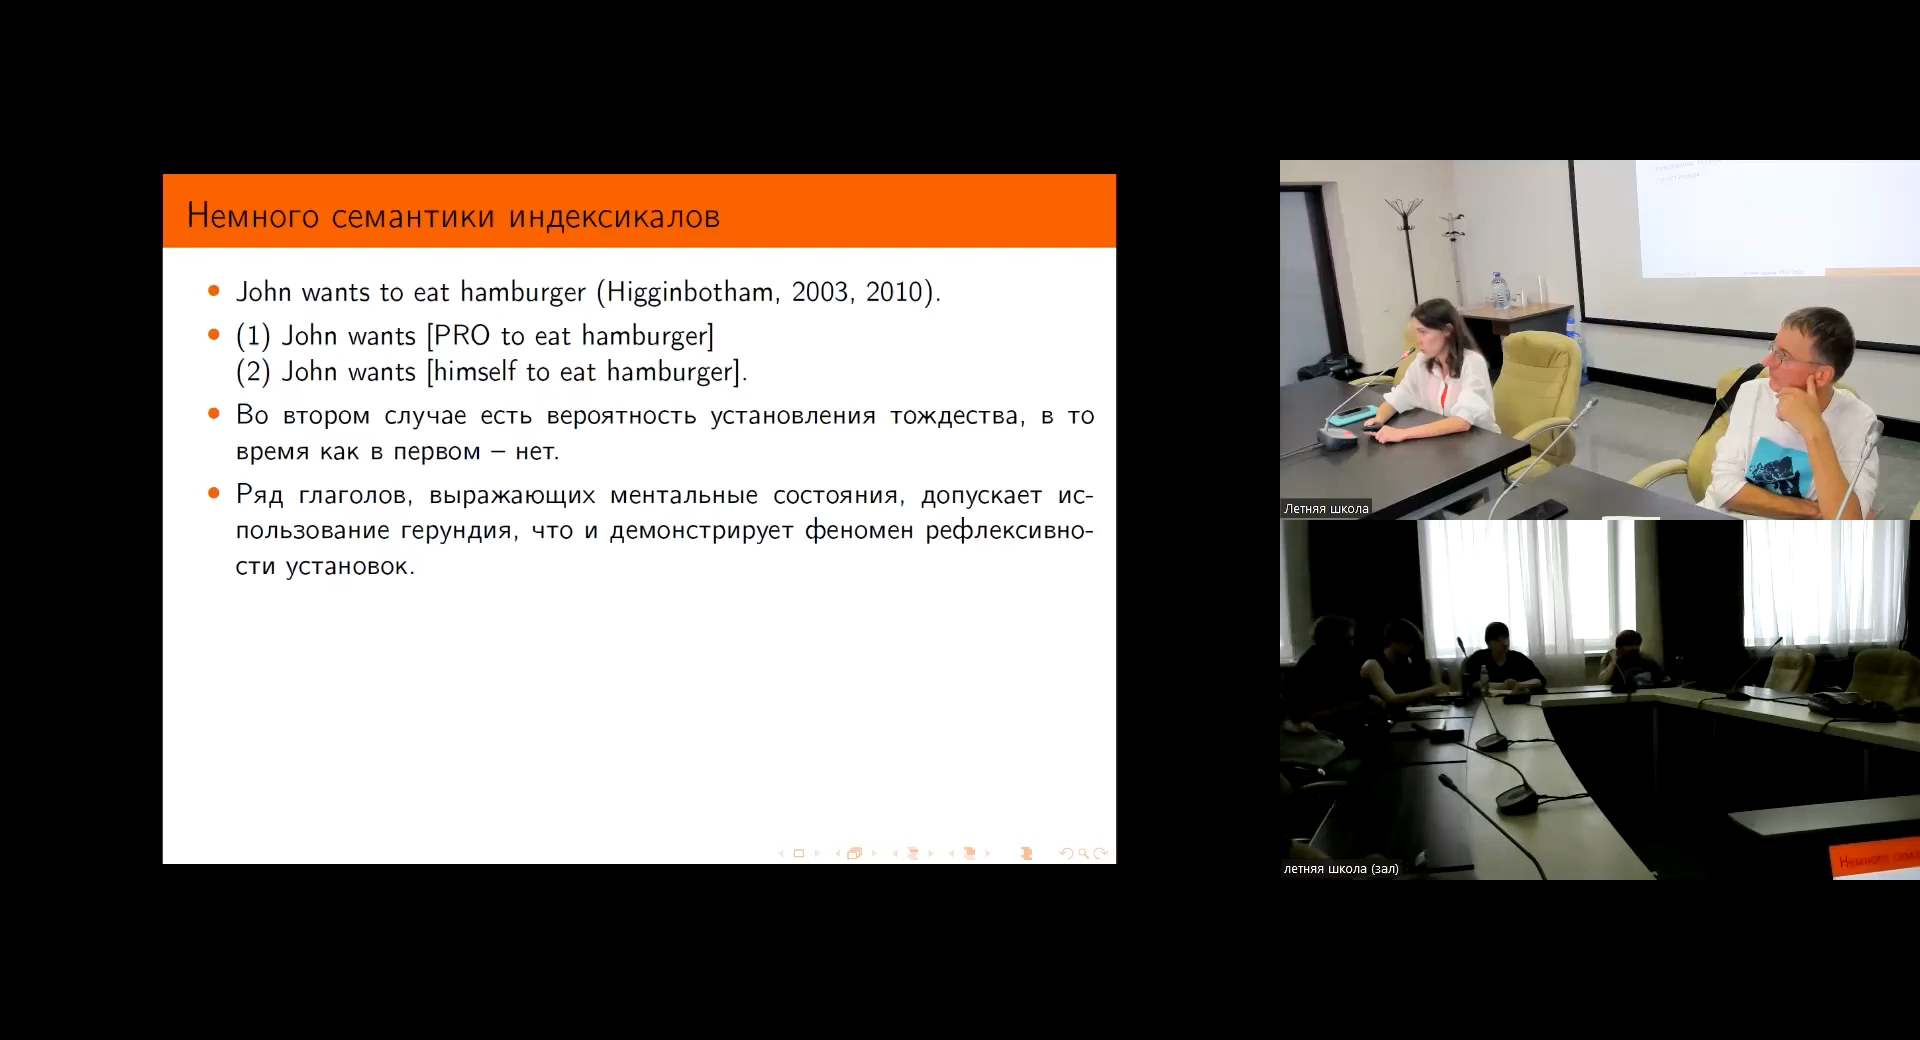 Немного семантики индексикалов
John wants to eat hamburger (Higginbotham, 2003, 2010).
(1) John wants [PRO to eat hamburger]
(2) John wants [himself to eat hamburger].
Во втором случае есть вероятность установления тождества, в то
время как в первом – нет.
Ряд глаголов, выражающих ментальные состояния, допускает ис-
пользование герундия, что и демонстрирует феномен рефлексивно-
сти установок.
Летняя школа
летняя школа (зал)